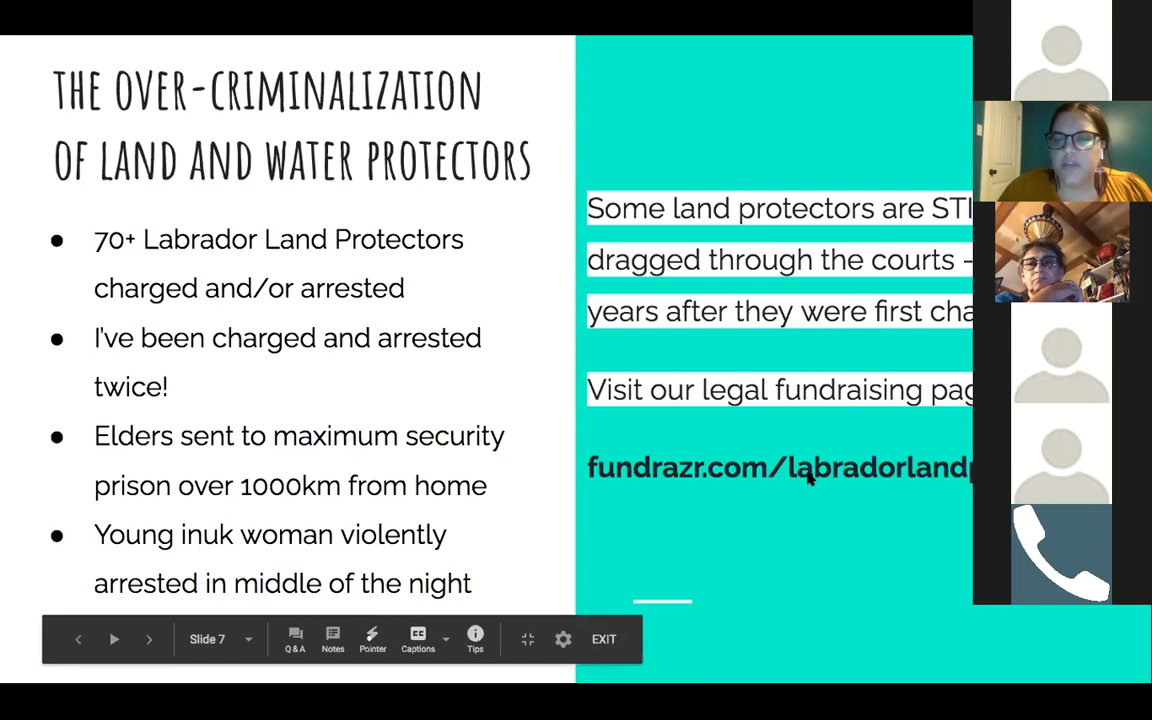 THE OVER-CRIMINALIZATION
OF LAND AND WATER PROTECTORS
● 70+ Labrador Land Protectors
charged and/or arrested
● I've been charged and arrested
twice!
● Elders sent to maximum security
prison over 1000km from home
● Young inuk woman violently
arrested in middle of the night
Some land protectors are
dragged through the courts –
years after they were first
Visit our legal fundraising
fundrazr.com/labradorland
Slide 7
Q & A
Notes
Pointer
CC
Captions
Tips
EXIT